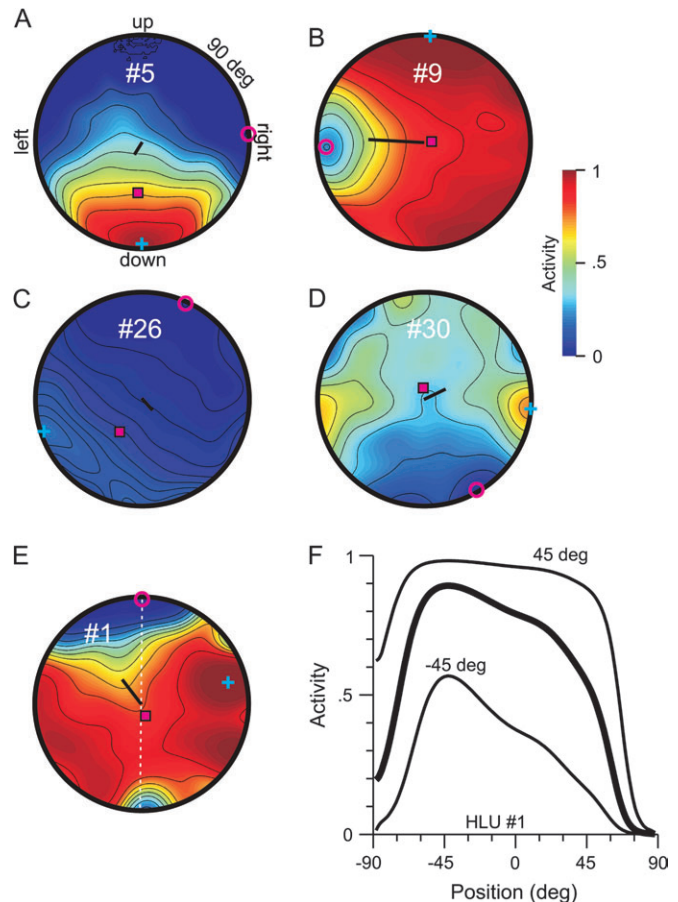 A
up
#5
90 deg
left
right
down
B
#9
1
.5
0
Activity
C
#26
D
#30
E
#1
F
1
.5
0
Activity
45 deg
-45 deg
HLU #1
-90
-45
0
45
90
Position (deg)